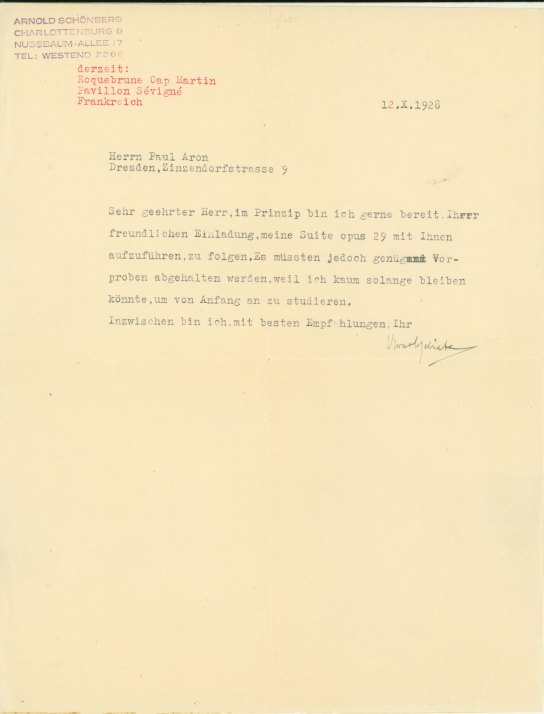 ARNOLD SCHÖNBERG
CHARLOTTENBURG 9
NUSSBAUM-ALLEE 17
TEL.: WESTEND 2266
derzeit:
Roquebrune Cap Martin
Pavillon Sévigné
Frankreich
12.X.1928
Herrn Paul Aron
Dresden,Zinzendorfstrasse 9
Sehr geehrter Herr,im Prinzip bin ich gerne bereit,Ihrer
freundlichen Einladung,meine Suite opus 29 mit Ihnen
aufzuführen,zu folgen.Es müssten jedoch genügend Vor-
proben abgehalten werden,weil ich kaum solange bleiben
könnte,um von Anfang an zu studieren.
Inzwischen bin ich,mit besten Empfehlungen,Ihr